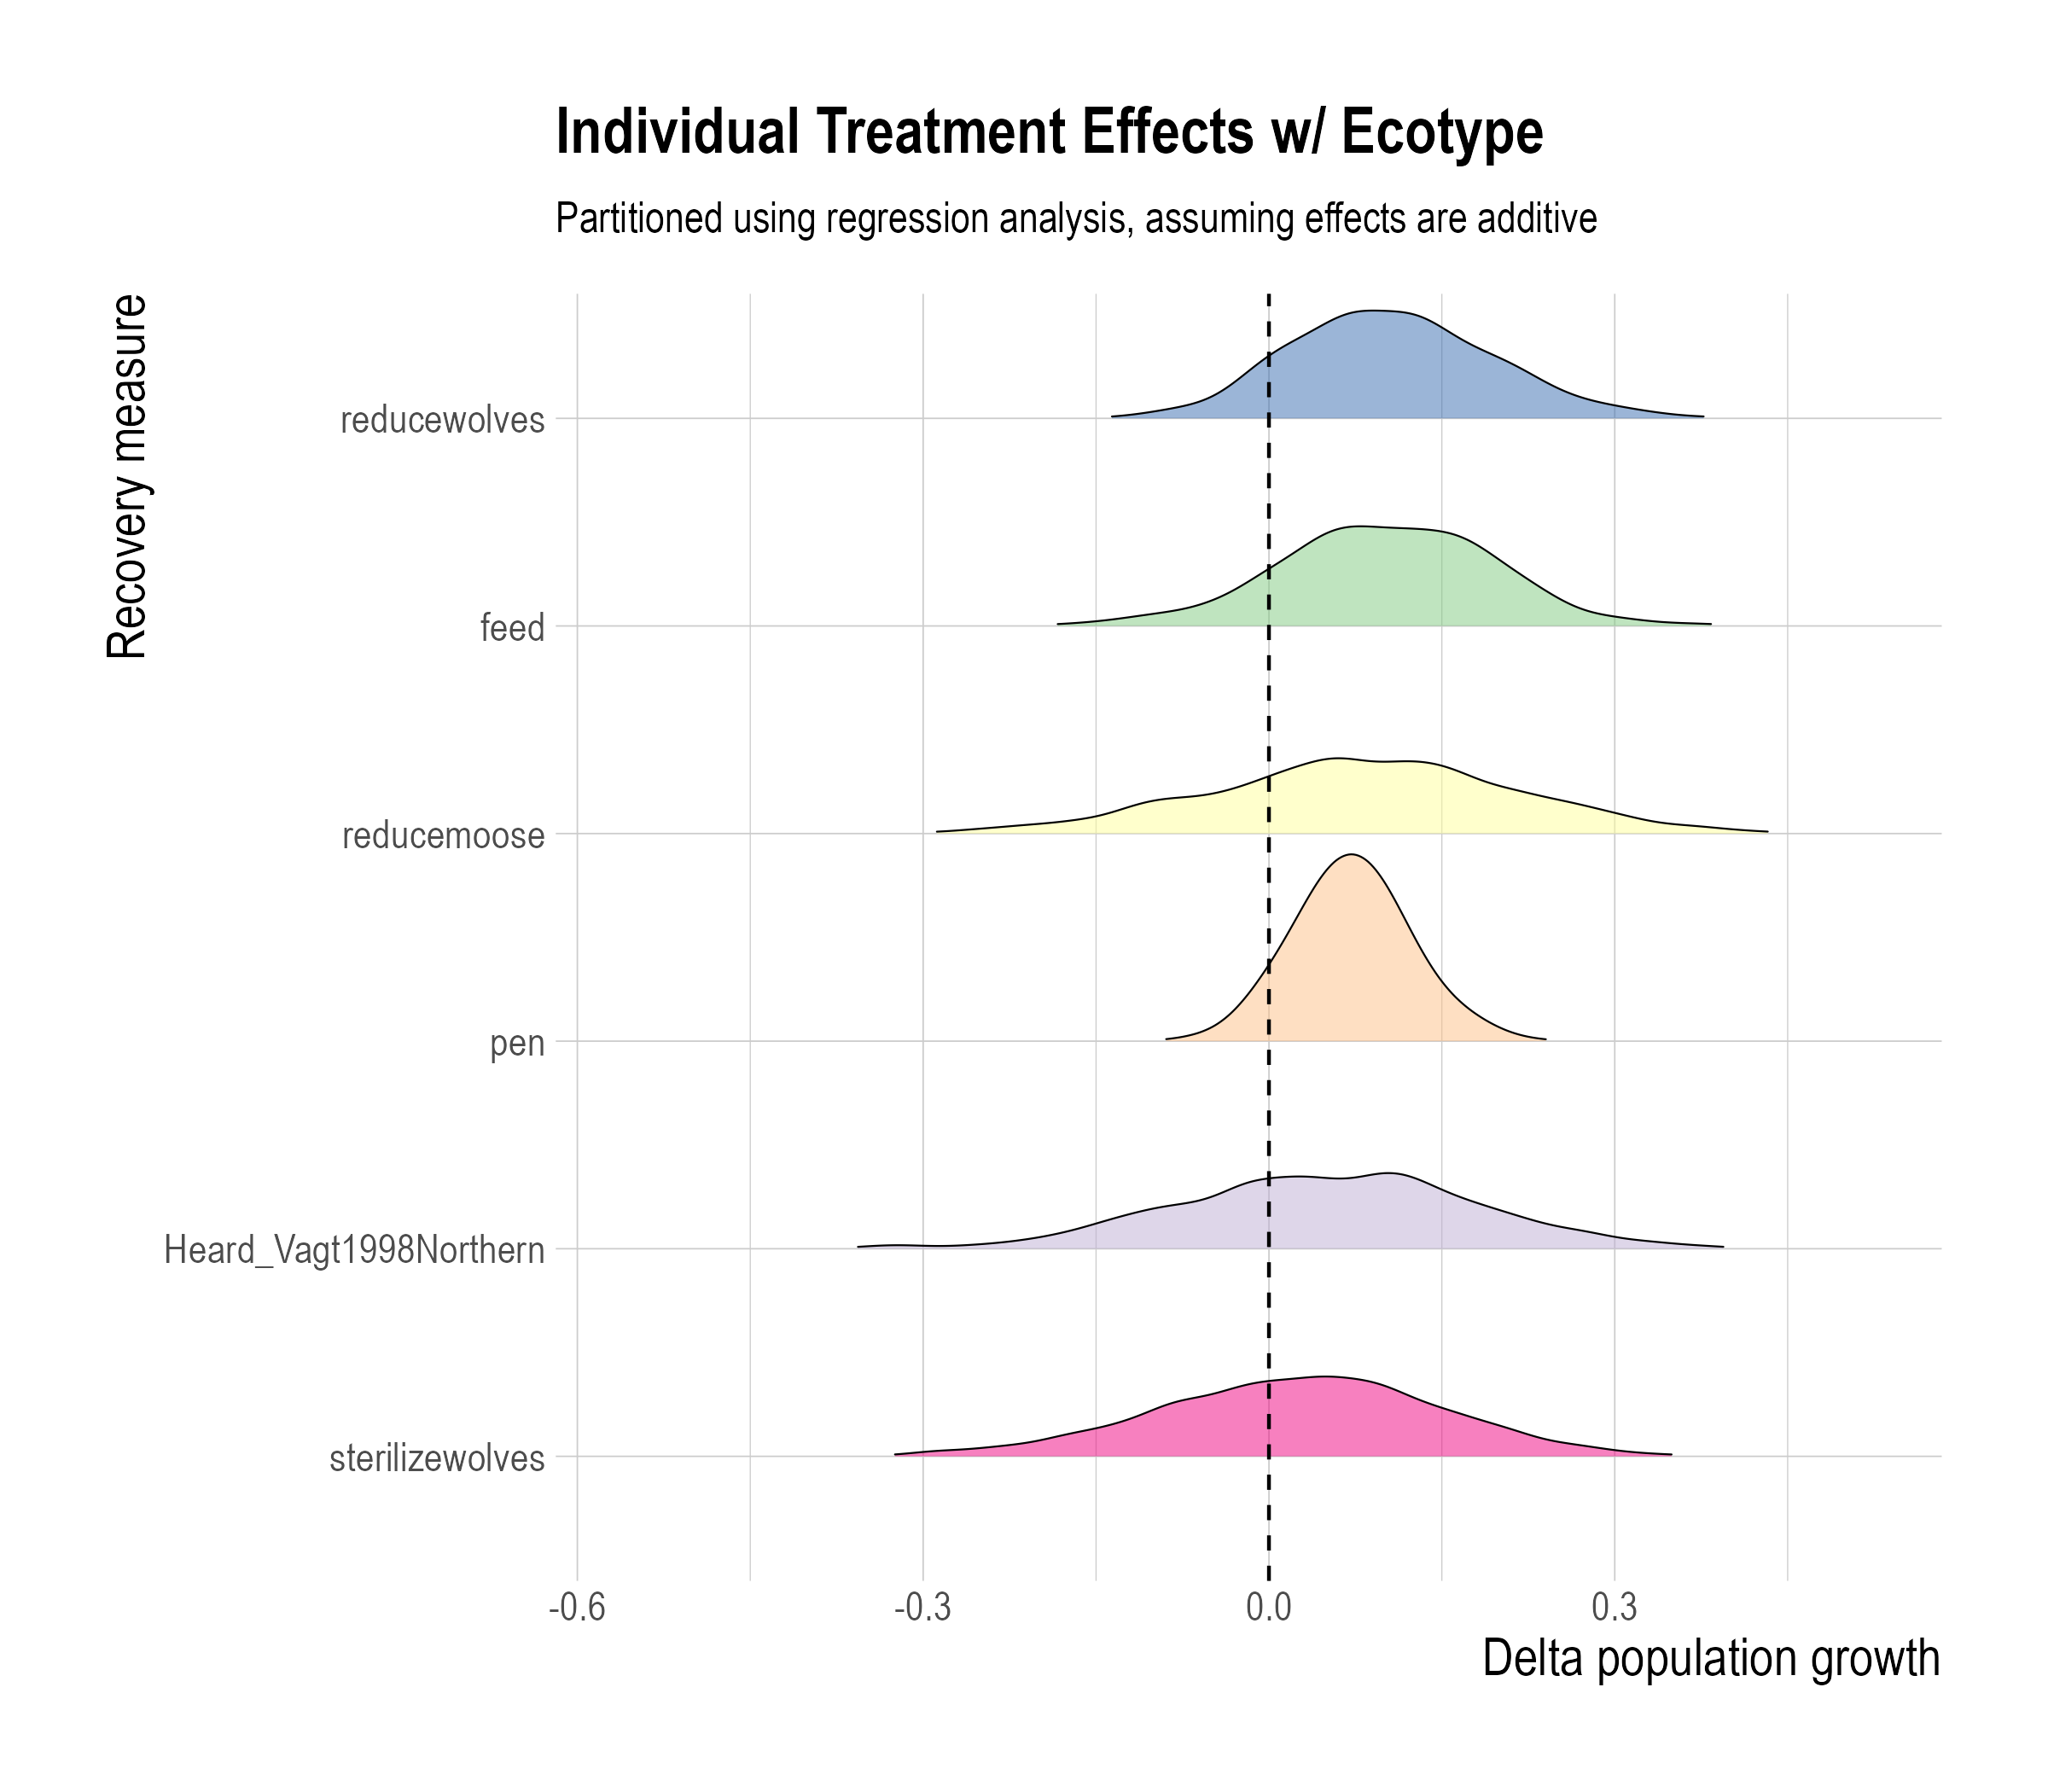 Individual Treatment Effects w/ Ecotype
Partitioned using regression analysis, assuming effects are additive
Recovery measure
reducewolves
feed
reducemoose
pen
Heard_Vagt1998Northern
sterilizewolves
-0.6
-0.3
0.0
0.3
Delta population growth